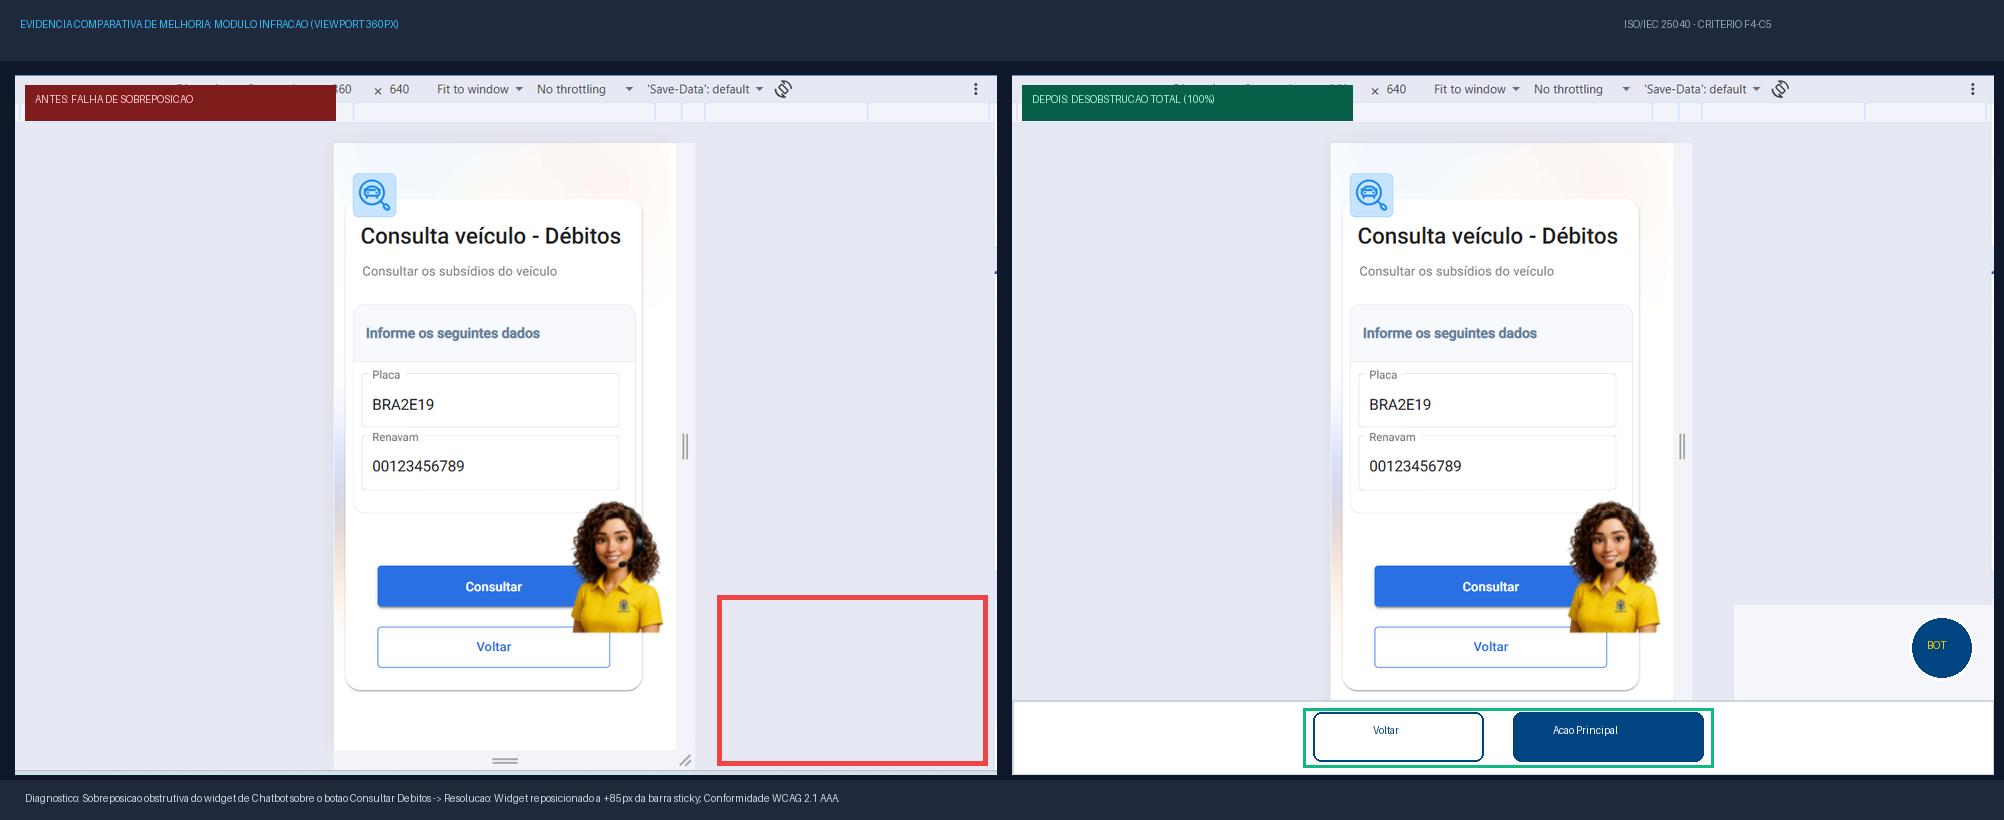 EVIDENCIA COMPARATIVA DE MELHORIA: MODULO INFRACAO (VIEWPORT 360PX)
ISO/IEC 25040 - CRITERIO F4-C5
ANTES: FALHA DE SOBREPOSICAO
360 × 640 Fit to window No throttling 'Save-Data': default
Consulta veículo - Débitos
Consultar os subsídios do veículo
Informe os seguintes dados
Placa
BRA2E19
Renavam
00123456789
Consultar
Voltar
DEPOIS: DESOBSTRUCAO TOTAL (100%)
× 640 Fit to window No throttling 'Save-Data': default
Consulta veículo - Débitos
Consultar os subsídios do veículo
Informe os seguintes dados
Placa
BRA2E19
Renavam
00123456789
Consultar
Voltar
BOT
Voltar
Acao Principal
Diagnostico: Sobreposicao obstrutiva do widget de Chatbot sobre o botao Consultar Debitos -> Resolucao: Widget reposicionado a +85px da barra sticky; Conformidade WCAG 2.1 AAA.